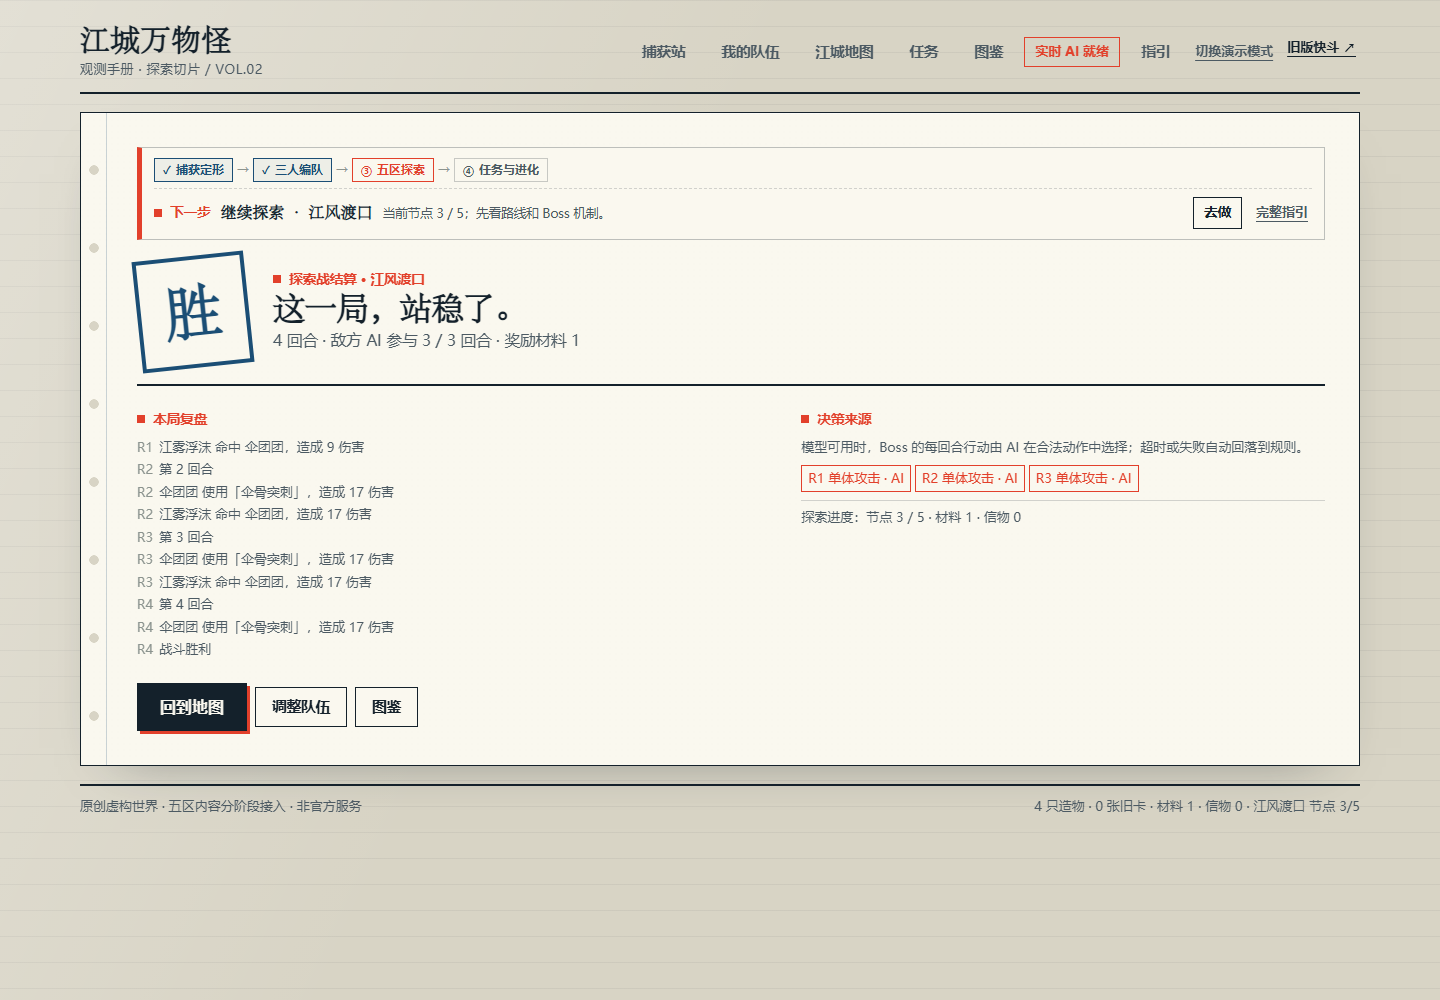 江城万物怪
观测手册 · 探索切片 / VOL.02
捕获站 我的队伍 江城地图 任务 图鉴 实时 AI 就绪 指引 切换演示模式 旧版快斗 ↗
✓ 捕获定形 → ✓ 三人编队 → ③ 五区探索 → ④ 任务与进化
下一步 继续探索 · 江风渡口 当前节点 3 / 5；先看路线和 Boss 机制。 去做 完整指引
胜
探索战结算 • 江风渡口
这一局，站稳了。
4 回合 · 敌方 AI 参与 3 / 3 回合 · 奖励材料 1
本局复盘
R1 江雾浮沫 命中 伞团团，造成 9 伤害
R2 第 2 回合
R2 伞团团 使用「伞骨突刺」，造成 17 伤害
R2 江雾浮沫 命中 伞团团，造成 17 伤害
R3 第 3 回合
R3 伞团团 使用「伞骨突刺」，造成 17 伤害
R3 江雾浮沫 命中 伞团团，造成 17 伤害
R4 第 4 回合
R4 伞团团 使用「伞骨突刺」，造成 17 伤害
R4 战斗胜利
决策来源
模型可用时，Boss 的每回合行动由 AI 在合法动作中选择；超时或失败自动回落到规则。
R1 单体攻击 · AI R2 单体攻击 · AI R3 单体攻击 · AI
探索进度：节点 3 / 5 · 材料 1 · 信物 0
回到地图 调整队伍 图鉴
原创虚构世界 · 五区内容分阶段接入 · 非官方服务
4 只造物 · 0 张旧卡 · 材料 1 · 信物 0 · 江风渡口 节点 3/5